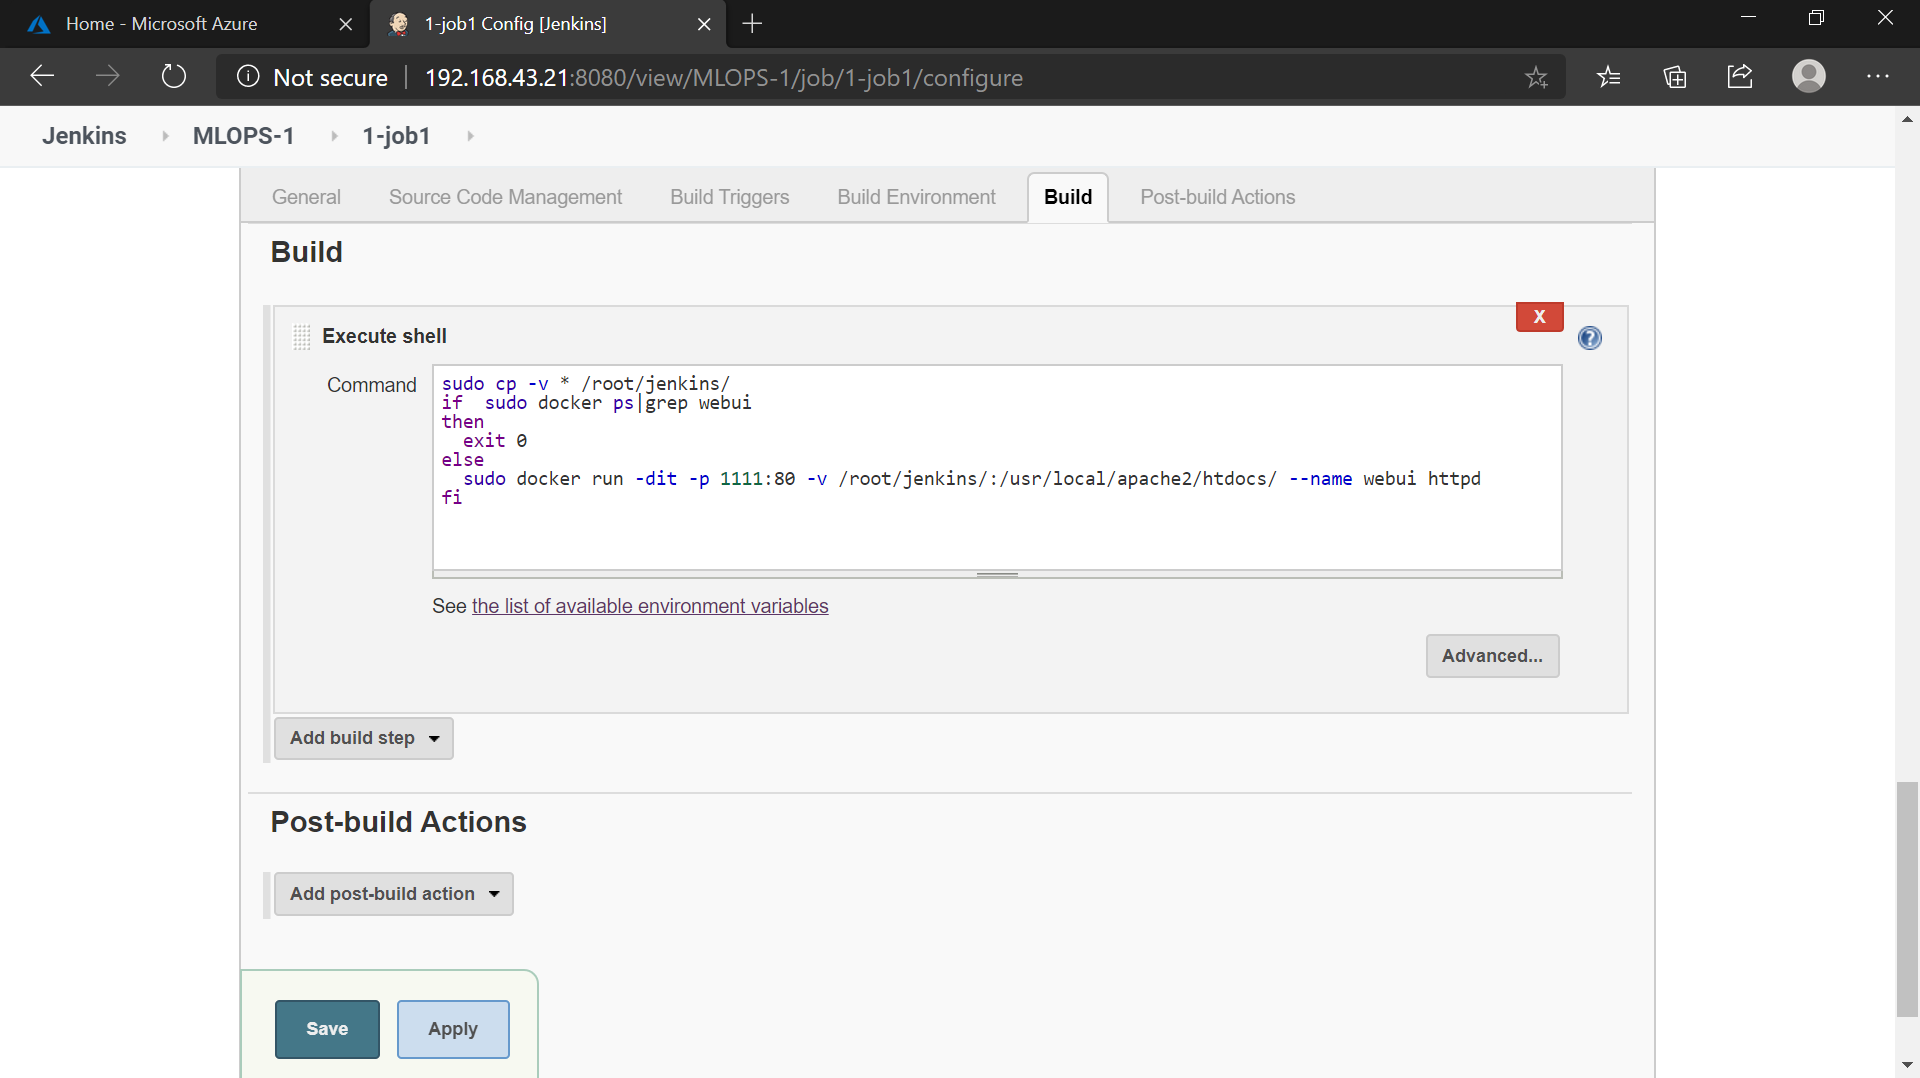 Home - Microsoft Azure
1-job1 Config [Jenkins]
Not secure
192.168.43.21:8080/view/MLOPS-1/job/1-job1/configure
Jenkins MLOPS-1 1-job1
General Source Code Management Build Triggers Build Environment Build Post-build Actions
Build
X
Execute shell
Command
sudo cp -v * /root/jenkins/
if  sudo docker ps|grep webui
then
  exit 0
else
  sudo docker run -dit -p 1111:80 -v /root/jenkins/:/usr/local/apache2/htdocs/ --name webui httpd
fi
See the list of available environment variables
Advanced...
Add build step
Post-build Actions
Add post-build action
Save Apply